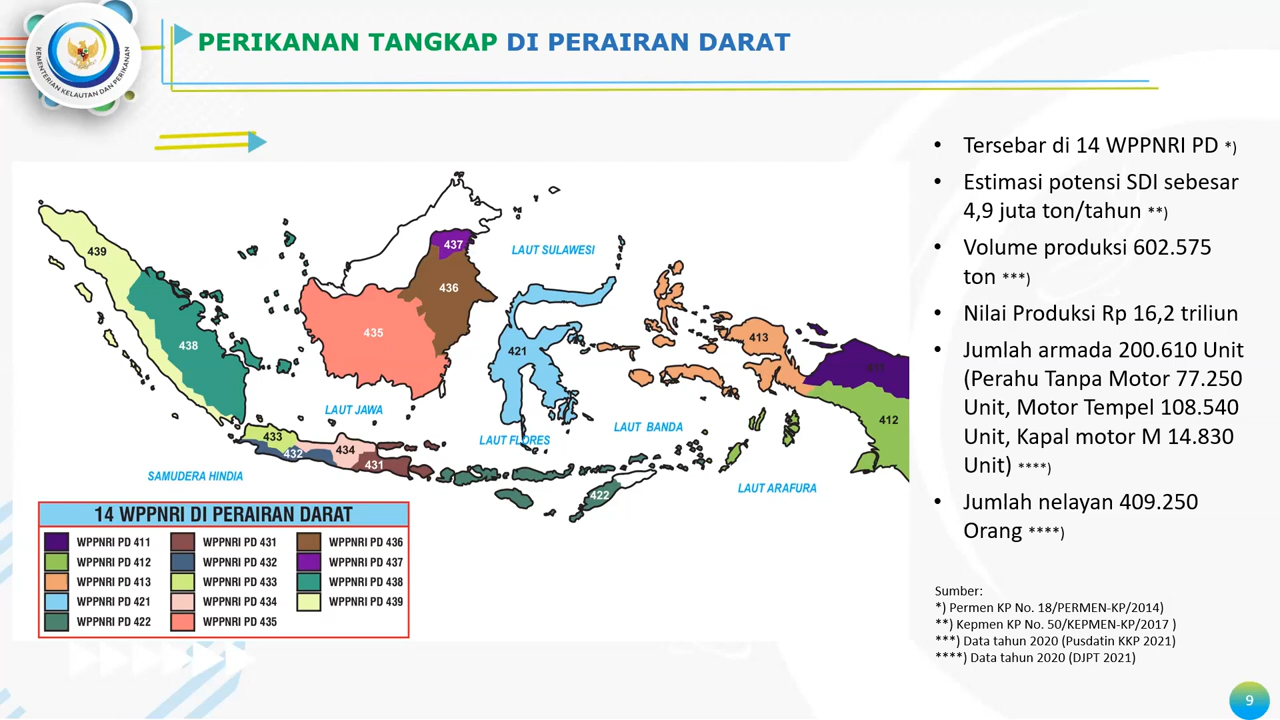 KEMENTERIAN KELAUTAN DAN PERIKANAN
PERIKANAN TANGKAP DI PERAIRAN DARAT
439
438
437
436
435
LAUT SULAWESI
421
413
412
LAUT JAWA
LAUT FLORES
LAUT BANDA
433
432
434
431
SAMUDERA HINDIA
422
LAUT ARAFURA
14 WPPNRI DI PERAIRAN DARAT
WPPNRI PD 411
WPPNRI PD 412
WPPNRI PD 413
WPPNRI PD 421
WPPNRI PD 422
WPPNRI PD 431
WPPNRI PD 432
WPPNRI PD 433
WPPNRI PD 434
WPPNRI PD 435
WPPNRI PD 436
WPPNRI PD 437
WPPNRI PD 438
WPPNRI PD 439
• Tersebar di 14 WPPNRI PD *)
• Estimasi potensi SDI sebesar
4,9 juta ton/tahun **)
• Volume produksi 602.575
ton ***)
• Nilai Produksi Rp 16,2 triliun
• Jumlah armada 200.610 Unit
(Perahu Tanpa Motor 77.250
Unit, Motor Tempel 108.540
Unit, Kapal motor M 14.830
Unit) ****)
• Jumlah nelayan 409.250
Orang ****)
Sumber:
*) Permen KP No. 18/PERMEN-KP/2014)
**) Kepmen KP No. 50/KEPMEN-KP/2017 )
***) Data tahun 2020 (Pusdatin KKP 2021)
****) Data tahun 2020 (DJPT 2021)
9